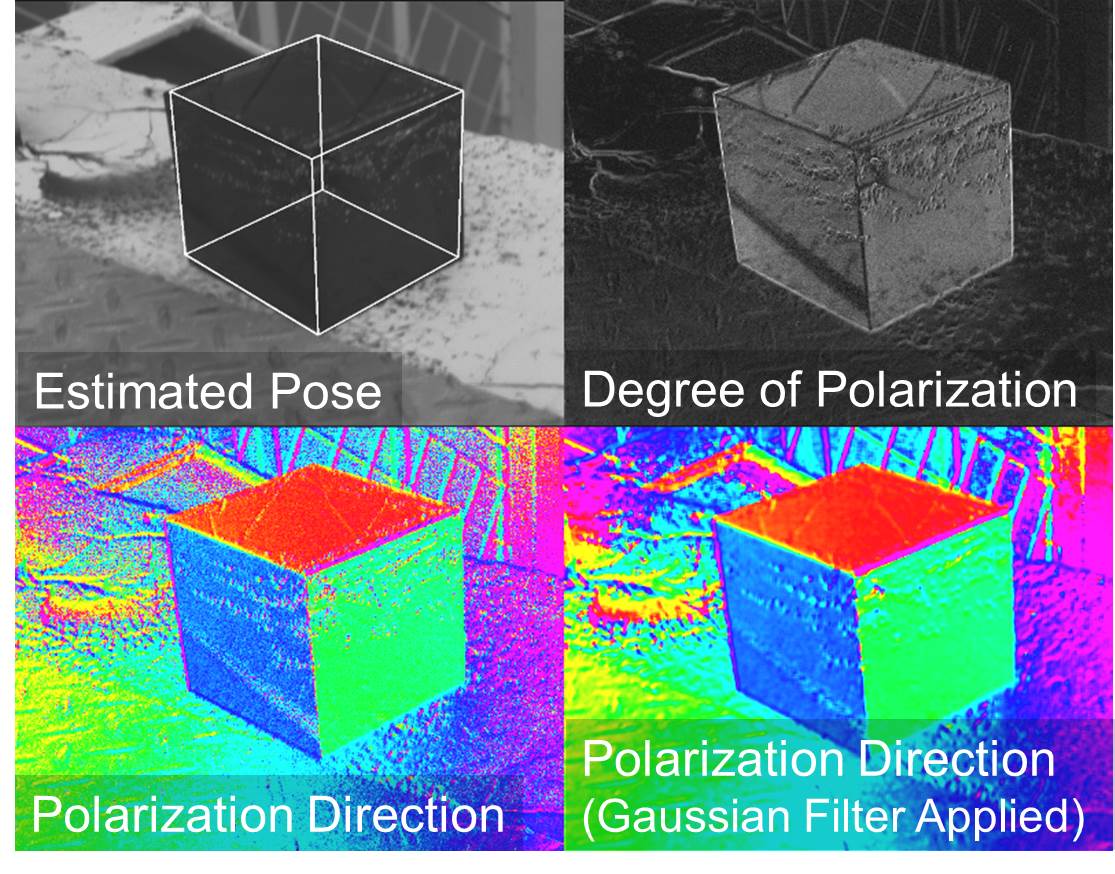 Estimated Pose
Degree of Polarization
Polarization Direction
Polarization Direction
(Gaussian Filter Applied)